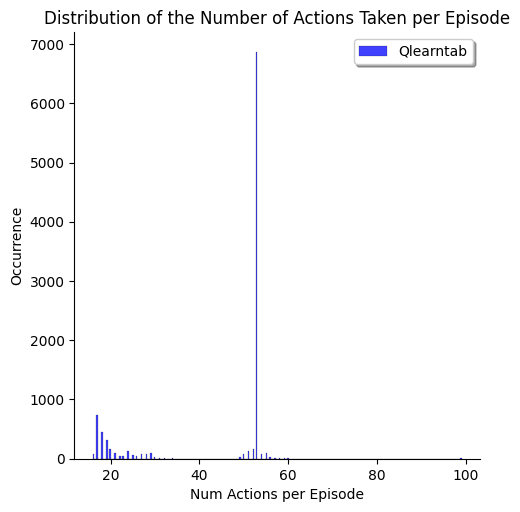 Distribution of the Number of Actions Taken per Episode
Qlearntab
7000
6000
5000
4000
3000
2000
1000
0
Occurrence
20 40 60 80 100
Num Actions per Episode